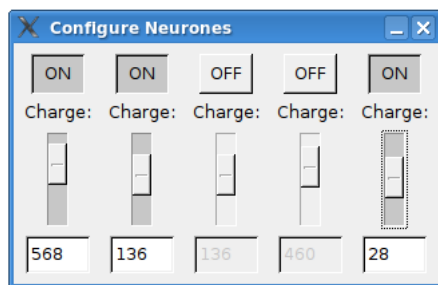 Configure Neurones
ON ON OFF OFF ON
Charge: Charge: Charge: Charge: Charge:
568 136 136 460 28